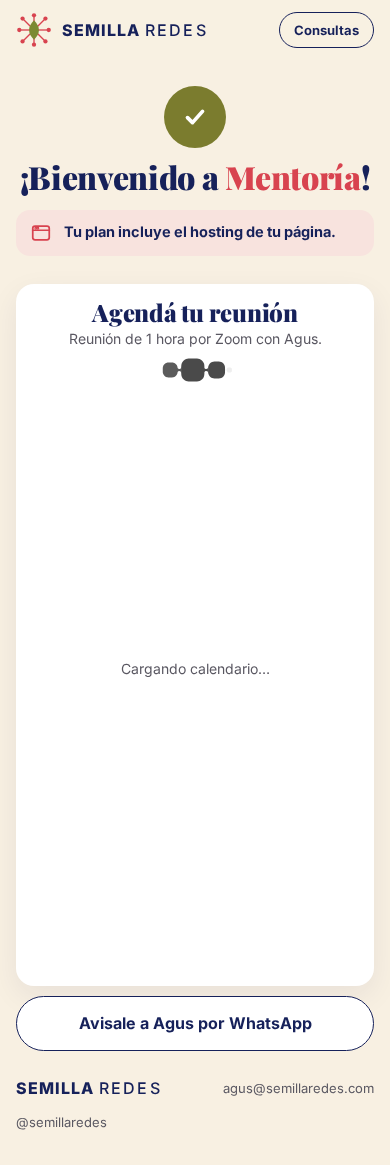 SEMILLA REDES
Consultas
¡Bienvenido a Mentoría!
Tu plan incluye el hosting de tu página.
Agendá tu reunión
Reunión de 1 hora por Zoom con Agus.
Cargando calendario...
Avisale a Agus por WhatsApp
SEMILLA REDES
agus@semillaredes.com
@semillaredes